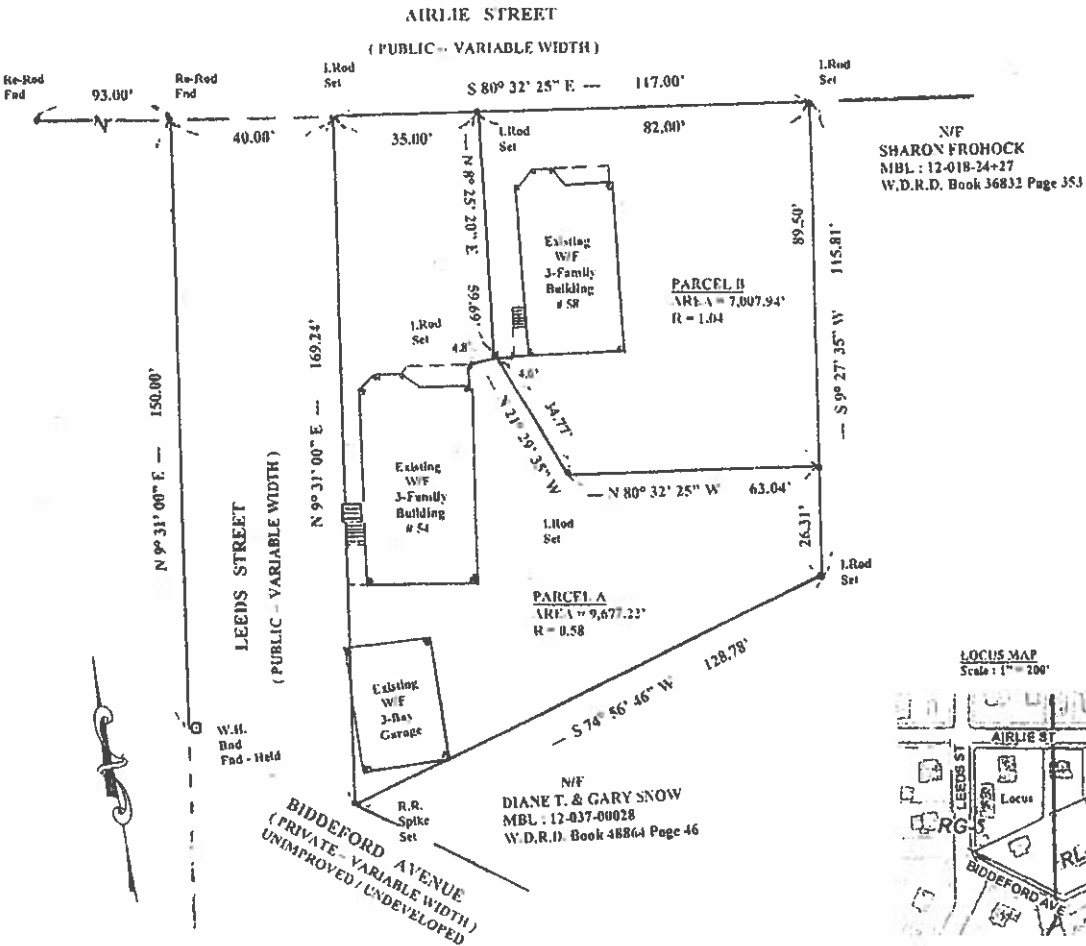 AIRLIE STREET
( PUBLIC - VARIABLE WIDTH )
Re-Rod
Fnd
93.00'
Re-Rod
Fnd
40.00'
I.Rod
Set
S 80° 32' 25" E --- 117.00'
35.00'
I.Rod
Set
82.00'
I.Rod
Set
N/F
SHARON FROHOCK
MBL : 12-018-24+27
W.D.R.D. Book 36832 Page 353
— N 8° 25' 20" E
59.69'
Existing
W/F
3-Family
Building
# 58
PARCEL B
AREA = 7,007.94'
R = 1.04
89.50'
115.81'
— S 9° 27' 35" W
N 9° 31' 00" E --- 150.00'
LEEDS STREET
( PUBLIC - VARIABLE WIDTH )
N 9° 31' 00" E --- 169.24'
I.Rod
Set
4.8'
— N 21° 29' 35" W
34.77'
Existing
W/F
3-Family
Building
# 54
— N 80° 32' 25" W
63.04'
I.Rod
Set
26.31'
I.Rod
Set
PARCEL A
AREA = 9,677.22'
R = 0.58
128.78'
— S 74° 56' 46" W
Existing
W/F
3-Bay
Garage
W.H.
Bnd
Fnd - Held
R.R.
Spike
Set
N/F
DIANE T. & GARY SNOW
MBL : 12-037-00028
W.D.R.D. Book 48864 Page 46
BIDDEFORD AVENUE
( PRIVATE - VARIABLE WIDTH )
UNIMPROVED / UNDEVELOPED
LOCUS MAP
Scale : 1" = 200'
AIRLIE ST
LEEDS ST
Locus
RG-5
RL-
BIDDEFORD AVE